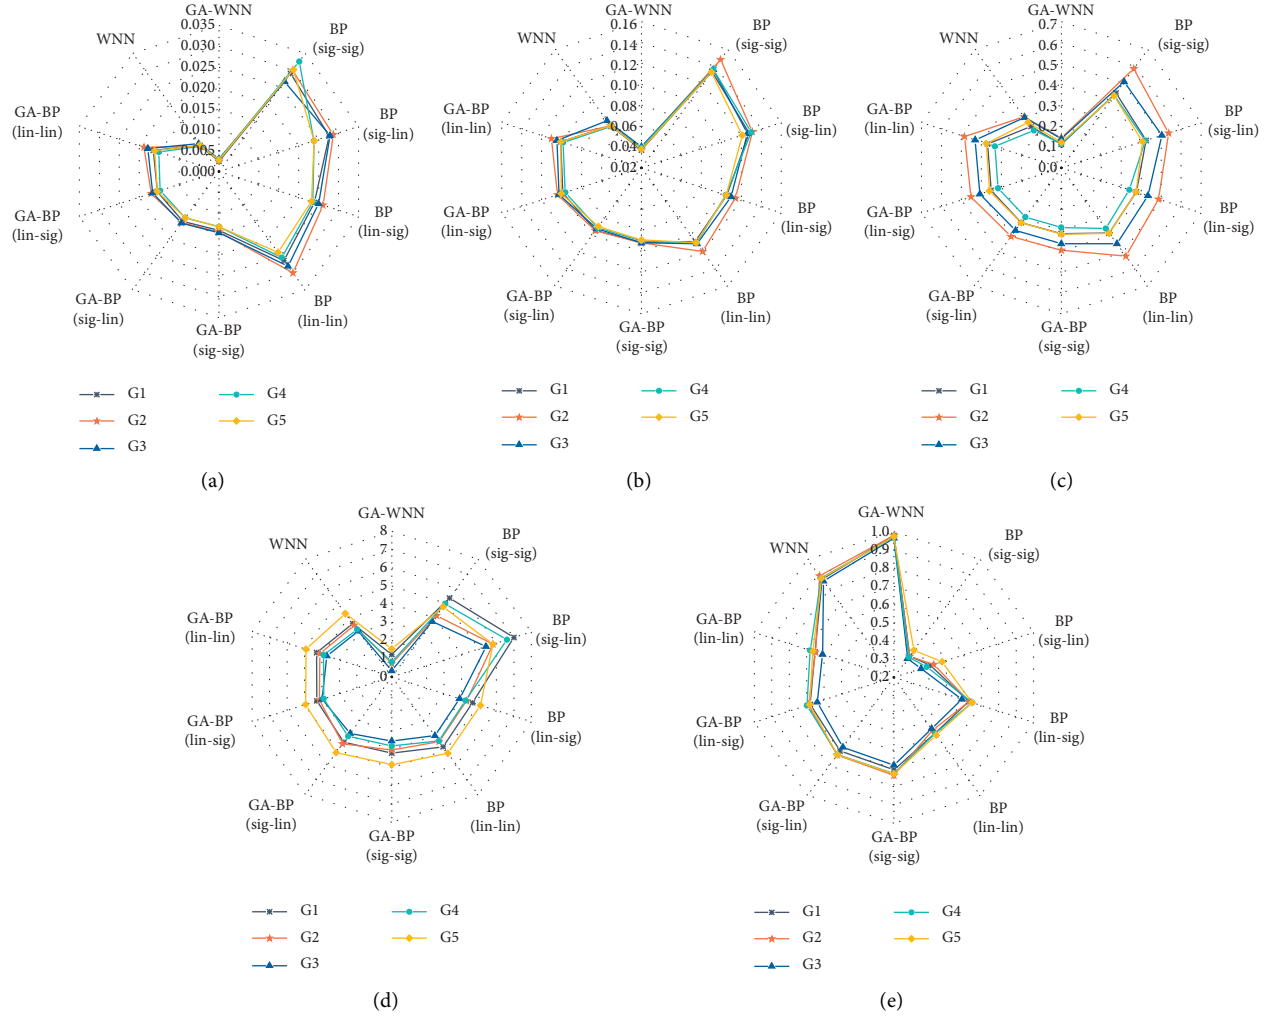 GA-WNN
0.035
0.030
0.025
0.020
0.015
0.010
0.005
0.000
BP
(sig-sig)
BP
(sig-lin)
BP
(lin-sig)
BP
(lin-lin)
GA-BP
(sig-sig)
GA-BP
(sig-lin)
GA-BP
(lin-sig)
GA-BP
(lin-lin)
WNN
G1
G2
G3
G4
G5
(a)
GA-WNN
0.16
0.14
0.12
0.10
0.08
0.06
0.04
0.02
BP
(sig-sig)
BP
(sig-lin)
BP
(lin-sig)
BP
(lin-lin)
GA-BP
(sig-sig)
GA-BP
(sig-lin)
GA-BP
(lin-sig)
GA-BP
(lin-lin)
WNN
G1
G2
G3
G4
G5
(b)
GA-WNN
0.7
0.6
0.5
0.4
0.3
0.2
0.1
0.0
BP
(sig-sig)
BP
(sig-lin)
BP
(lin-sig)
BP
(lin-lin)
GA-BP
(sig-sig)
GA-BP
(sig-lin)
GA-BP
(lin-sig)
GA-BP
(lin-lin)
WNN
G1
G2
G3
G4
G5
(c)
GA-WNN
8
7
6
5
4
3
2
1
0
BP
(sig-sig)
BP
(sig-lin)
BP
(lin-sig)
BP
(lin-lin)
GA-BP
(sig-sig)
GA-BP
(sig-lin)
GA-BP
(lin-sig)
GA-BP
(lin-lin)
WNN
G1
G2
G3
G4
G5
(d)
GA-WNN
1.0
0.9
0.8
0.7
0.6
0.5
0.4
0.3
0.2
BP
(sig-sig)
BP
(sig-lin)
BP
(lin-sig)
BP
(lin-lin)
GA-BP
(sig-sig)
GA-BP
(sig-lin)
GA-BP
(lin-sig)
GA-BP
(lin-lin)
WNN
G1
G2
G3
G4
G5
(e)